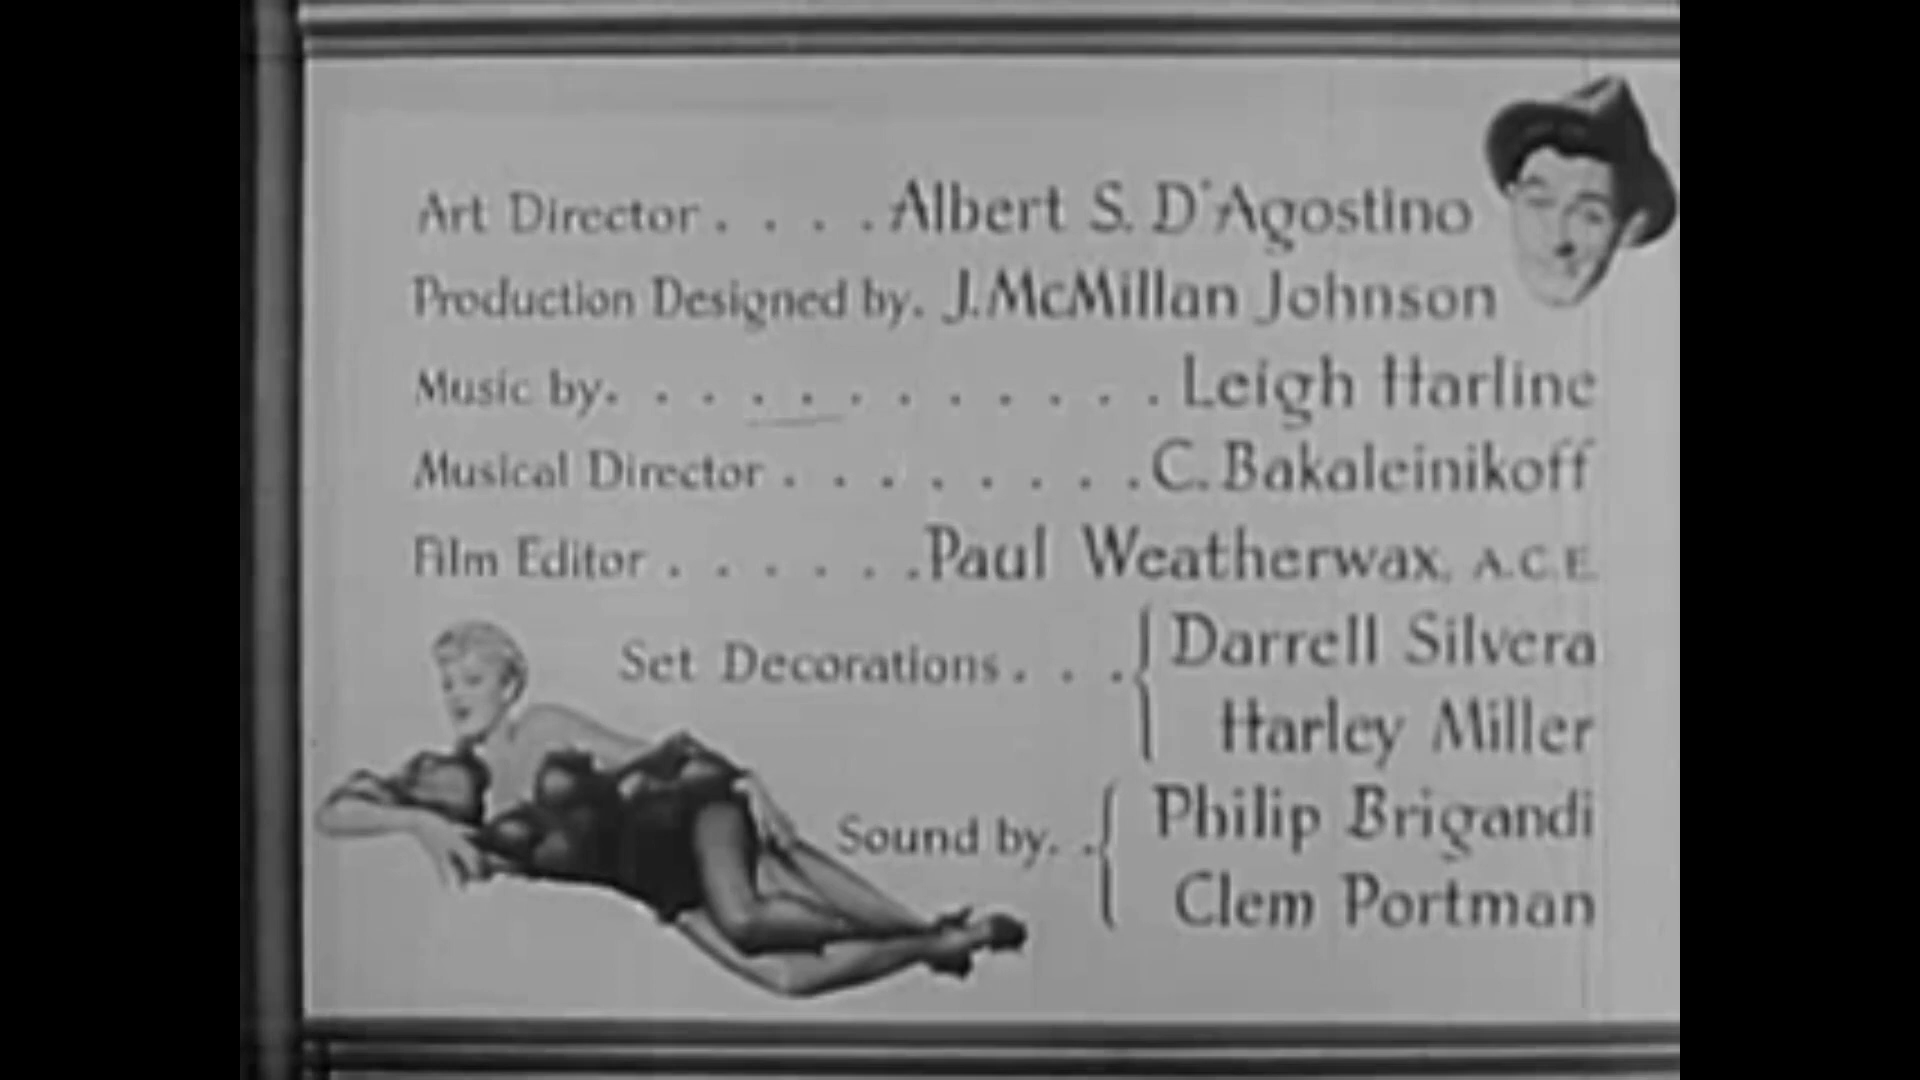 Art Director . . . . Albert S. D'Agostino
Production Designed by. J. McMillan Johnson
Music by. . . . . . . . . . . . Leigh Harline
Musical Director . . . . . . . . C. Bakaleinikoff
Film Editor . . . . . . Paul Weatherwax, A.C.E.
Set Decorations . . . { Darrell Silvera
Harley Miller
Sound by. . { Philip Brigandi
Clem Portman